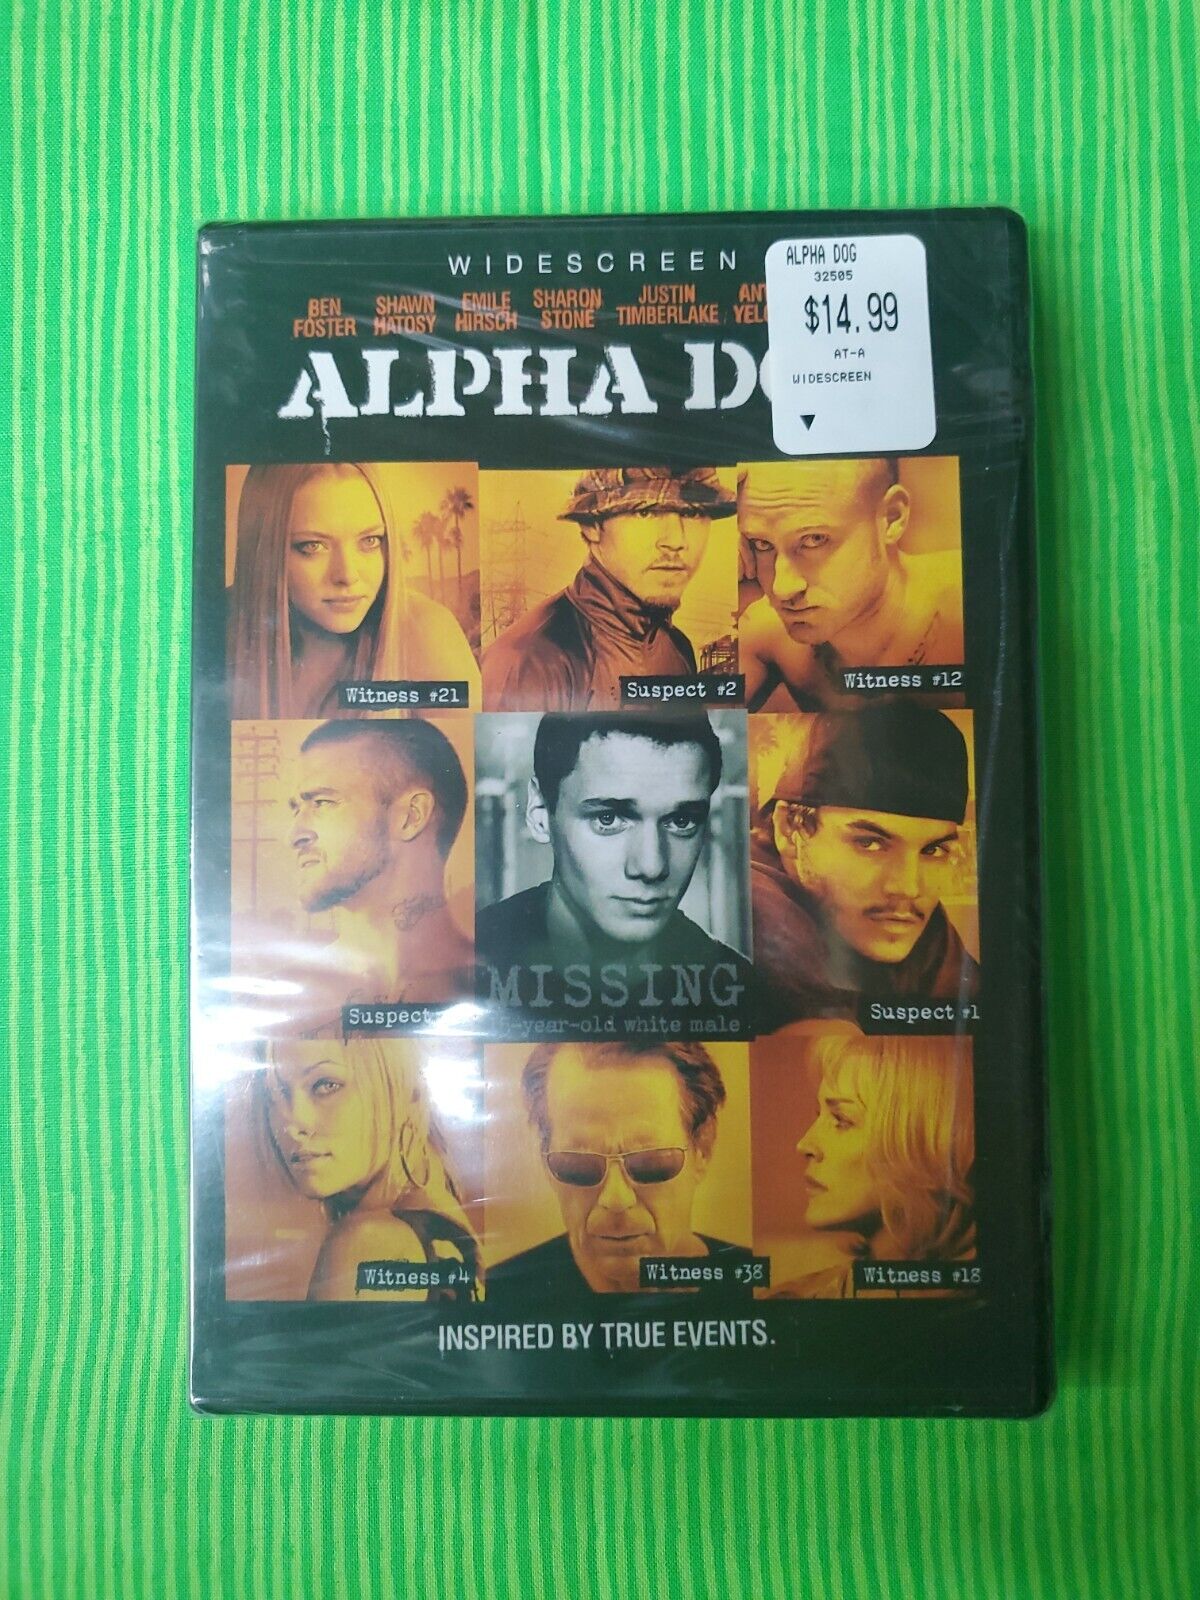 WIDESCREEN
BEN FOSTER SHAWN HATOSY EMILE HIRSCH SHARON STONE JUSTIN TIMBERLAKE
ALPHA
ALPHA DOG
32505
$14.99
AT-A
WIDESCREEN
Witness #21
Suspect #2
Witness #12
Suspect
MISSING
-year-old white male
Suspect #1
Witness #4
Witness #38
Witness #18
INSPIRED BY TRUE EVENTS.